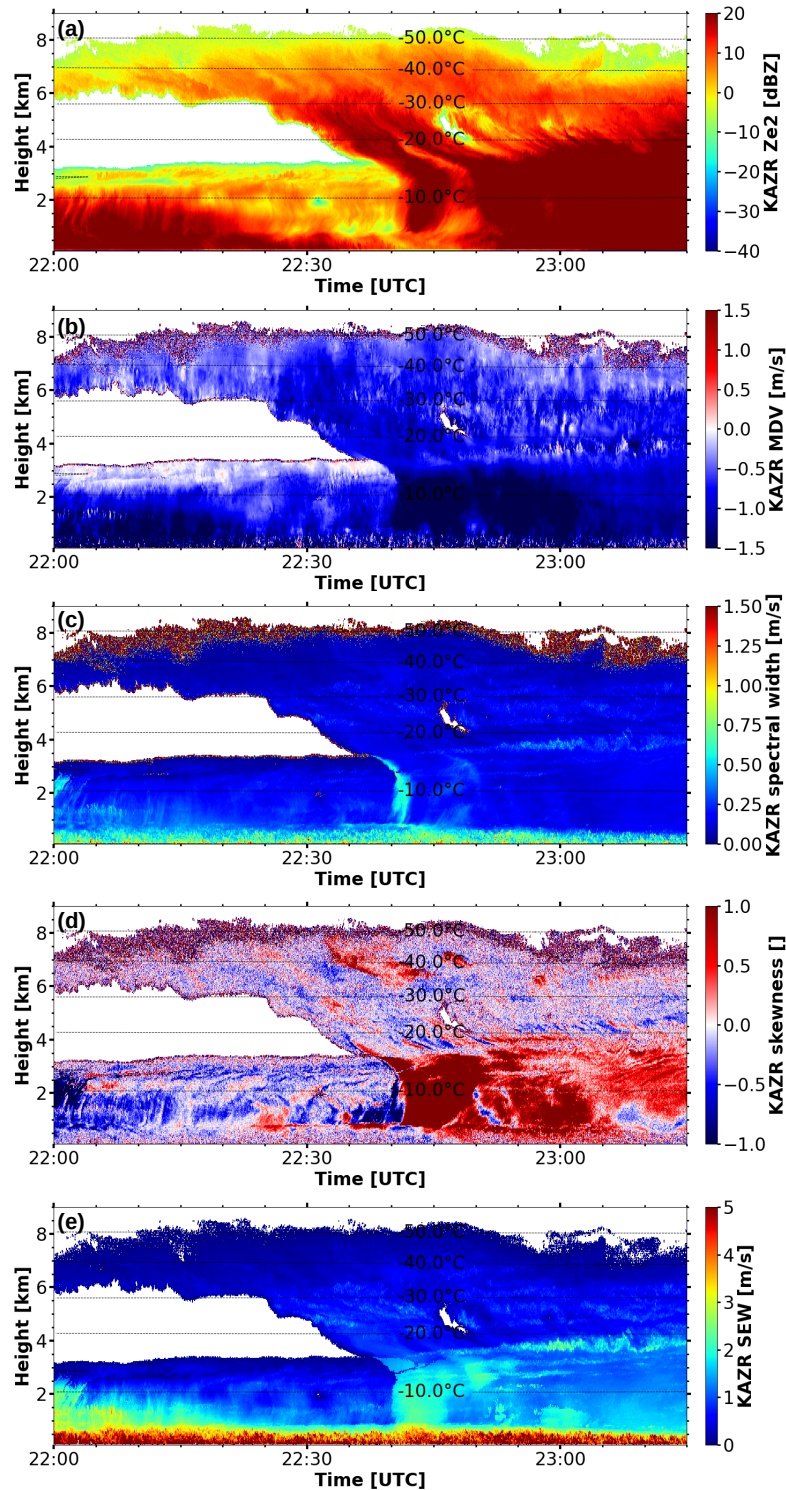 (a)
Height [km]
8
6
4
2
-50.0°C
-40.0°C
-30.0°C
-20.0°C
-10.0°C
22:00
22:30
23:00
Time [UTC]
20
10
0
−10
−20
−30
−40
KAZR Ze2 [dBZ]
(b)
Height [km]
8
6
4
2
-50.0°C
-40.0°C
-30.0°C
-20.0°C
-10.0°C
22:00
22:30
23:00
Time [UTC]
1.5
1.0
0.5
0.0
−0.5
−1.0
−1.5
KAZR MDV [m/s]
(c)
Height [km]
8
6
4
2
-50.0°C
-40.0°C
-30.0°C
-20.0°C
-10.0°C
22:00
22:30
23:00
Time [UTC]
1.50
1.25
1.00
0.75
0.50
0.25
0.00
KAZR spectral width [m/s]
(d)
Height [km]
8
6
4
2
-50.0°C
-40.0°C
-30.0°C
-20.0°C
-10.0°C
22:00
22:30
23:00
Time [UTC]
1.0
0.5
0.0
−0.5
−1.0
KAZR skewness []
(e)
Height [km]
8
6
4
2
-50.0°C
-40.0°C
-30.0°C
-20.0°C
-10.0°C
22:00
22:30
23:00
Time [UTC]
5
4
3
2
1
0
KAZR SEW [m/s]